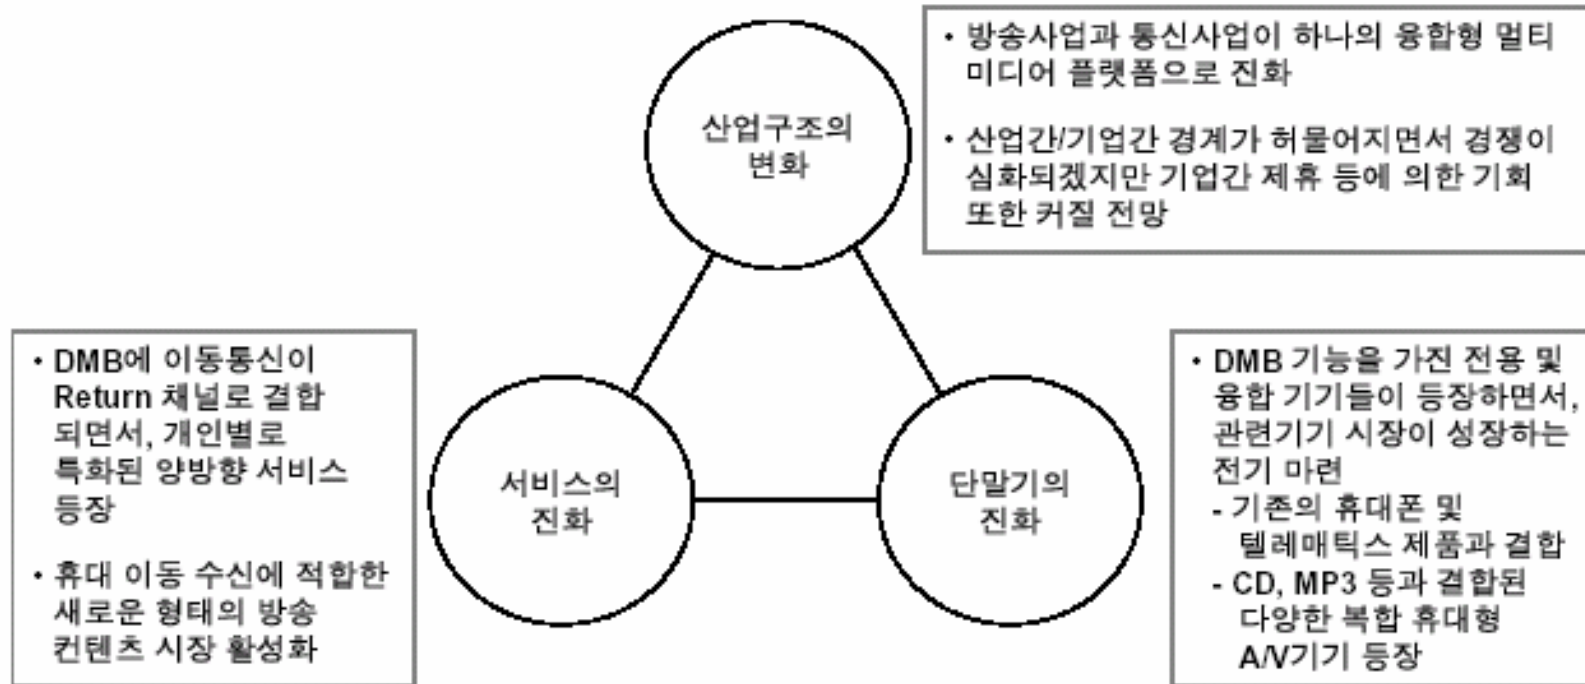 산업구조의
변화
• 방송사업과 통신사업이 하나의 융합형 멀티
미디어 플랫폼으로 진화
• 산업간/기업간 경계가 허물어지면서 경쟁이
심화되겠지만 기업간 제휴 등에 의한 기회
또한 커질 전망
• DMB에 이동통신이
Return 채널로 결합
되면서, 개인별로
특화된 양방향 서비스
등장
• 휴대 이동 수신에 적합한
새로운 형태의 방송
컨텐츠 시장 활성화
서비스의
진화
단말기의
진화
• DMB 기능을 가진 전용 및
융합 기기들이 등장하면서,
관련기기 시장이 성장하는
전기 마련
- 기존의 휴대폰 및
텔레매틱스 제품과 결합
- CD, MP3 등과 결합된
다양한 복합 휴대형
A/V기기 등장